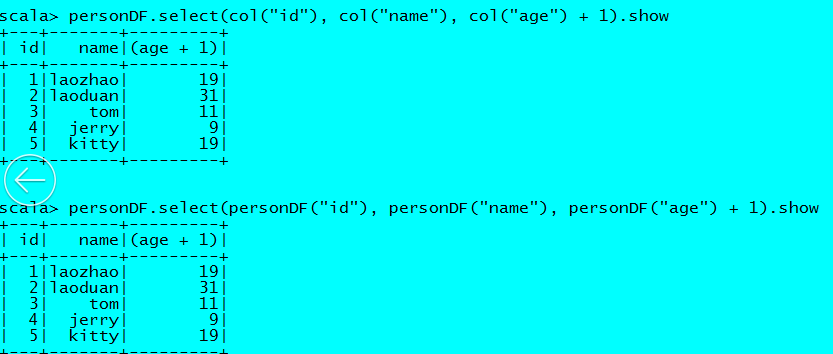 scala> personDF.select(col("id"), col("name"), col("age") + 1).show
+---+-------+---------+
| id|   name|(age + 1)|
+---+-------+---------+
|  1|laozhao|       19|
|  2|laoduan|       31|
|  3|    tom|       11|
|  4|  jerry|        9|
|  5|  kitty|       19|
+---+-------+---------+
scala> personDF.select(personDF("id"), personDF("name"), personDF("age") + 1).show
+---+-------+---------+
| id|   name|(age + 1)|
+---+-------+---------+
|  1|laozhao|       19|
|  2|laoduan|       31|
|  3|    tom|       11|
|  4|  jerry|        9|
|  5|  kitty|       19|
+---+-------+---------+